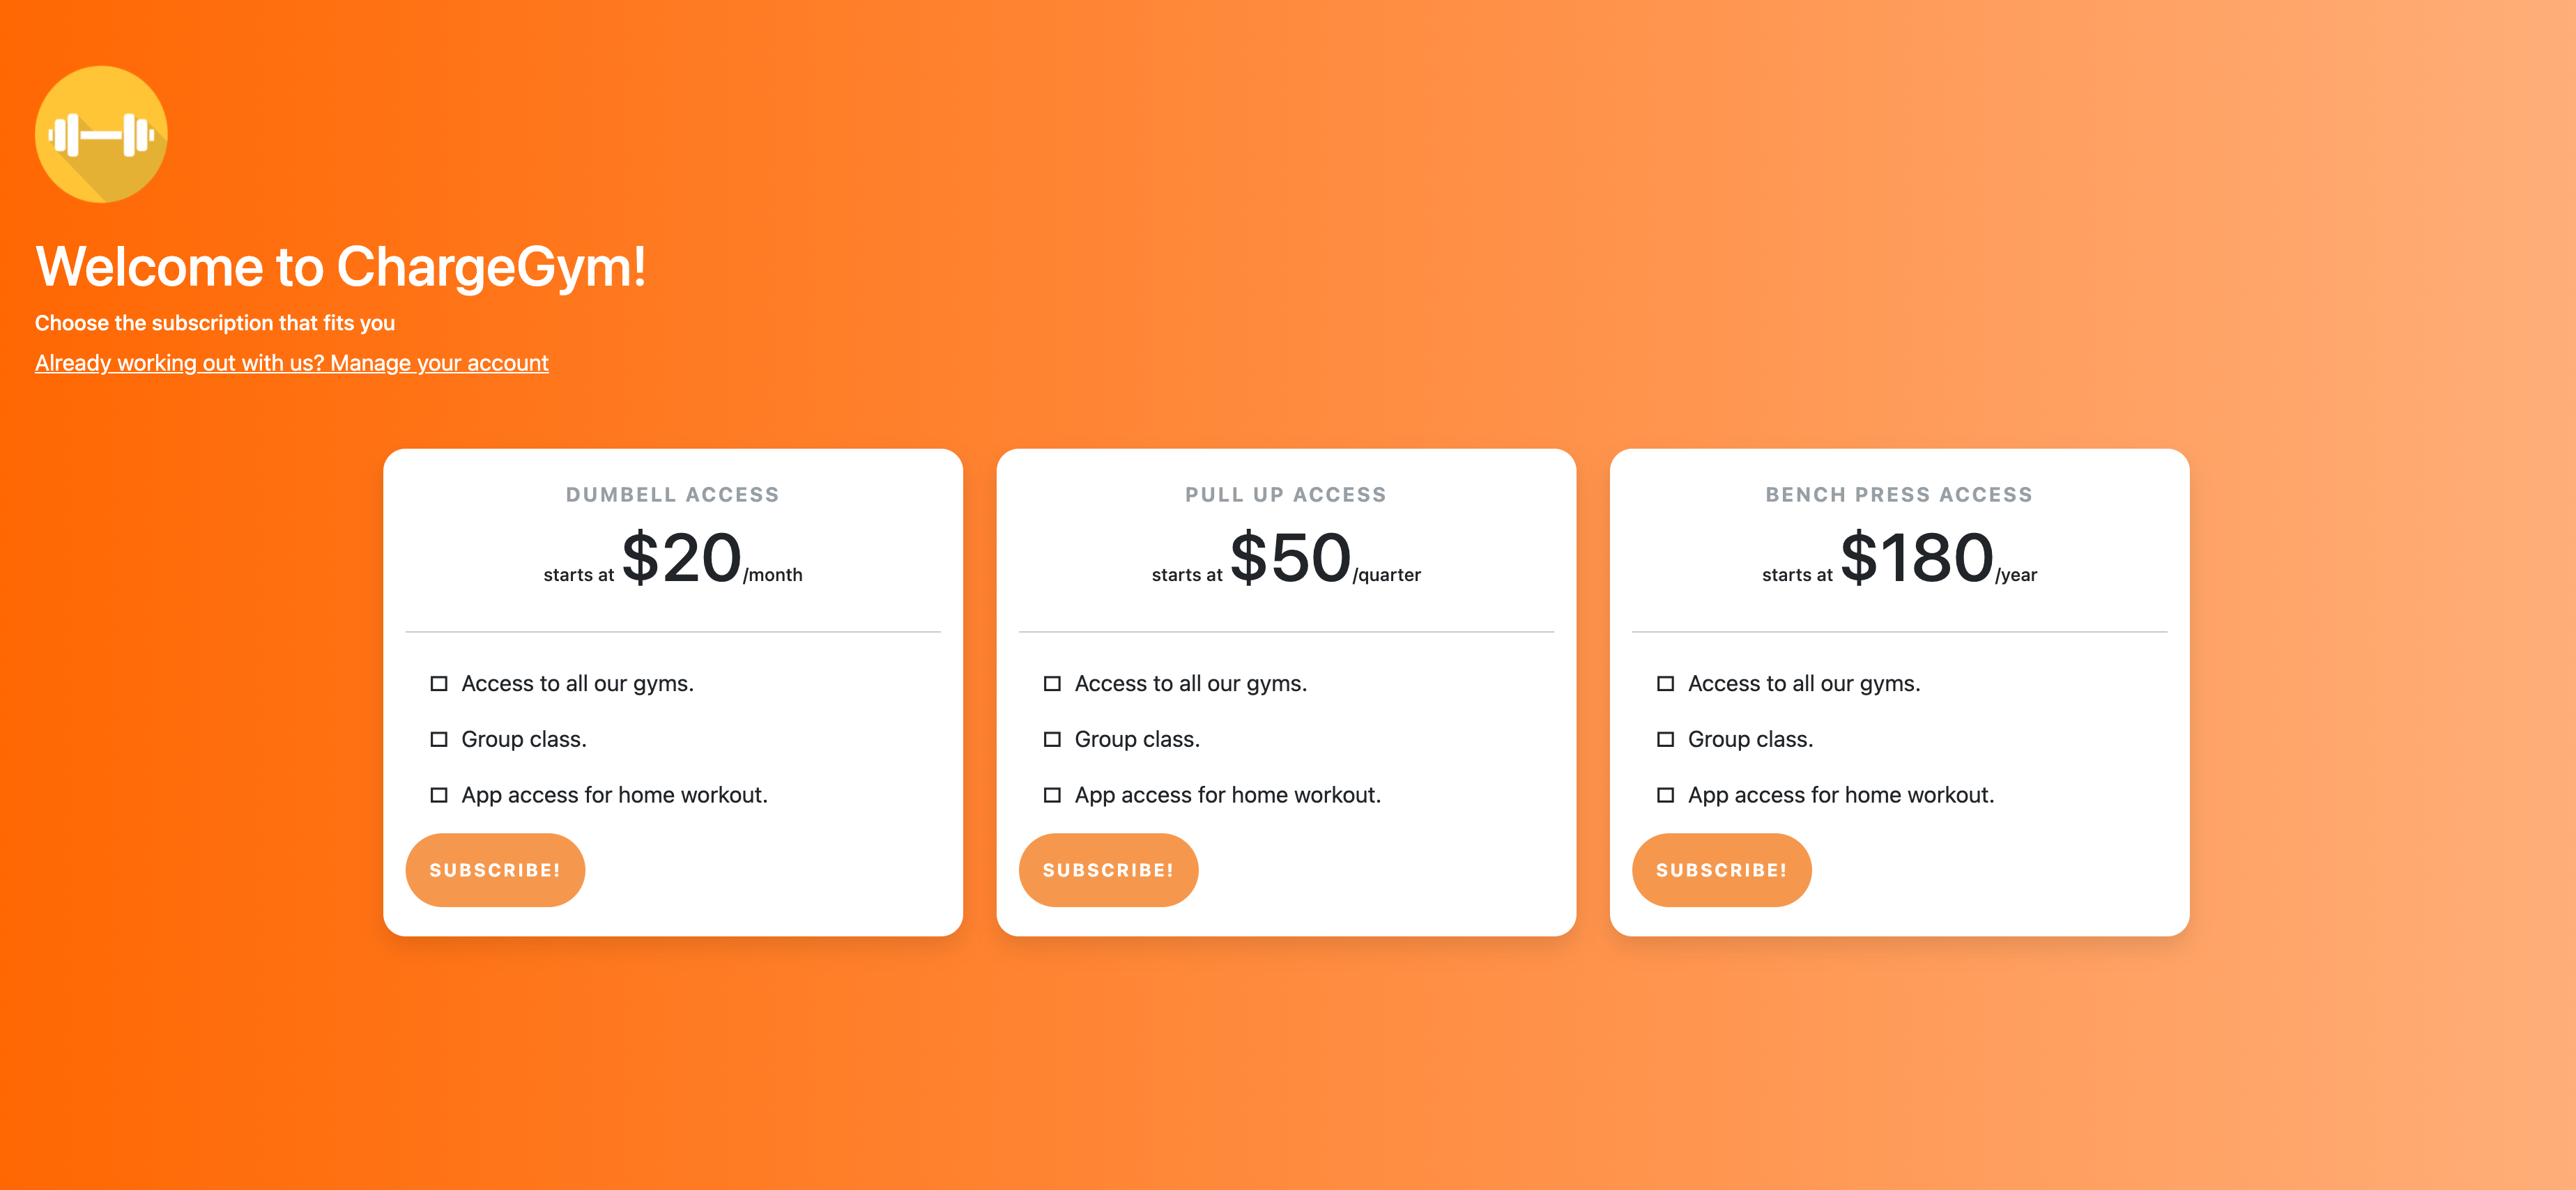 Welcome to ChargeGym!
Choose the subscription that fits you
Already working out with us? Manage your account
DUMBELL ACCESS
starts at $20/month
Access to all our gyms.
Group class.
App access for home workout.
SUBSCRIBE!
PULL UP ACCESS
starts at $50/quarter
Access to all our gyms.
Group class.
App access for home workout.
SUBSCRIBE!
BENCH PRESS ACCESS
starts at $180/year
Access to all our gyms.
Group class.
App access for home workout.
SUBSCRIBE!